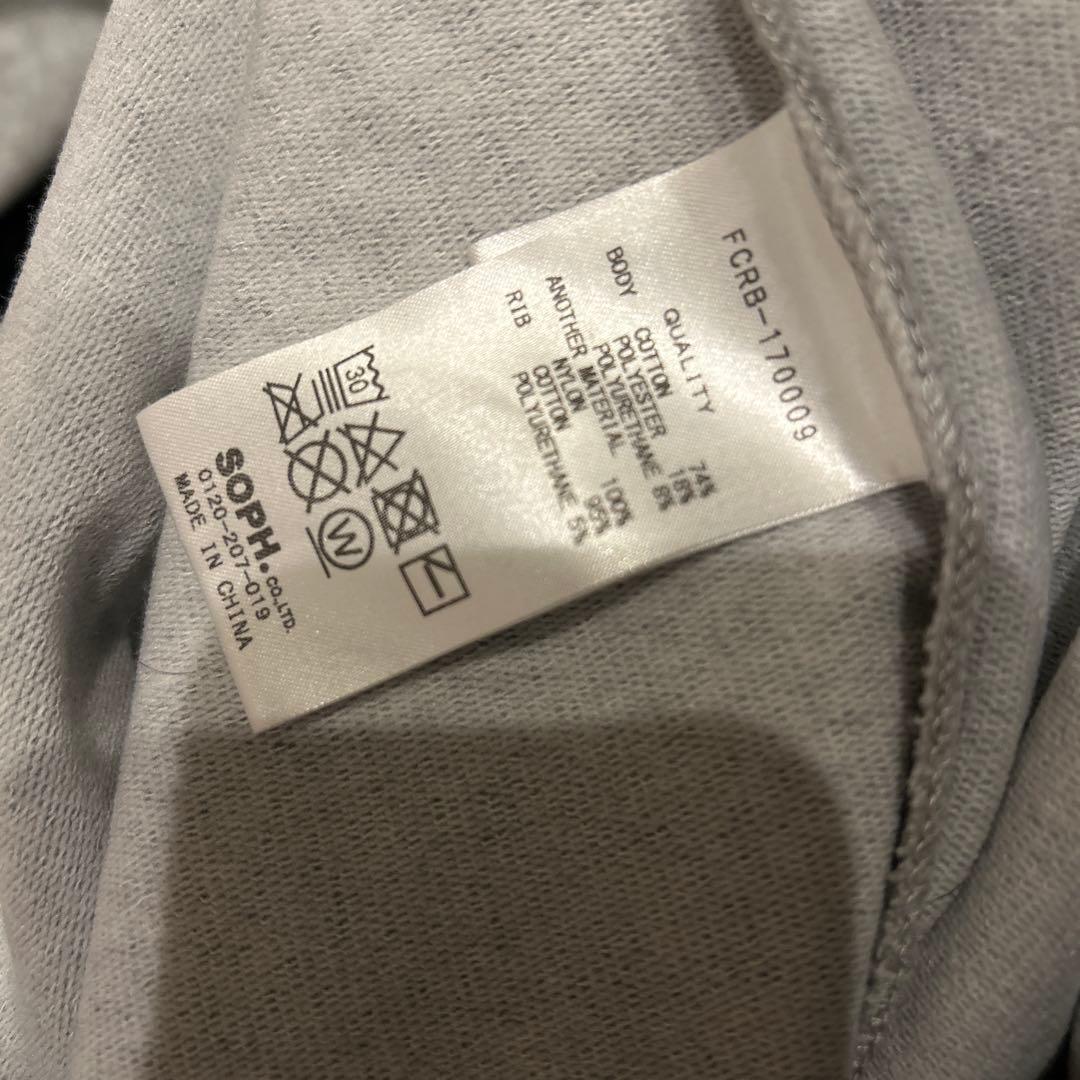 FCRB-170009
QUALITY
BODY COTTON 74%
POLYESTER 18%
POLYURETHANE 8%
ANOTHER MATERIAL
NYLON 100%
RIB COTTON 95%
POLYURETHANE 5%
30
W
SOPH.CO.,LTD.
0120-207-019
MADE IN CHINA